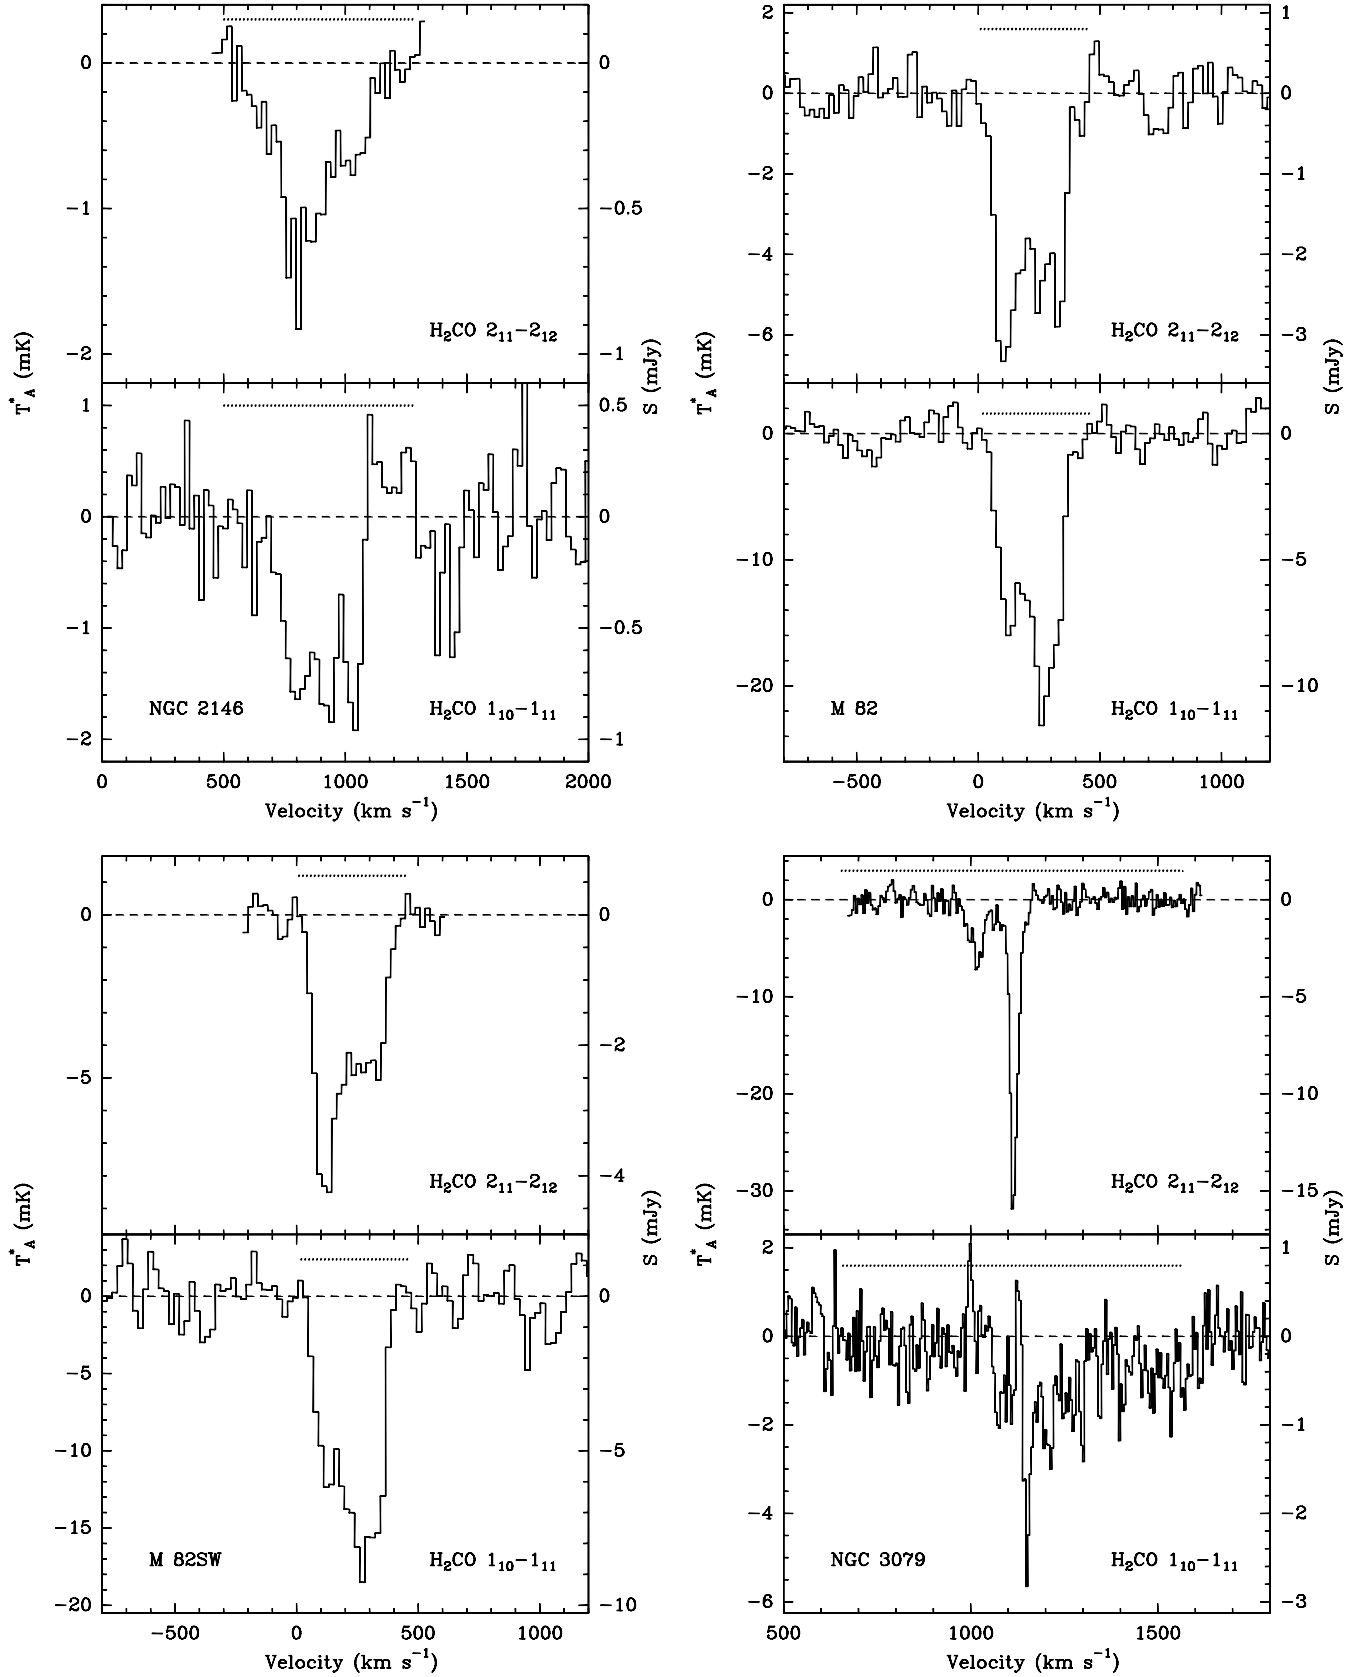 0
−1
−2
T*A (mK)
0
−0.5
−1
S (mJy)
H2CO 2₁₁−2₁₂
1
0
−1
−2
0.5
0
−0.5
−1
NGC 2146
H2CO 1₁₀−1₁₁
0 500 1000 1500 2000
Velocity (km s⁻¹)
2
0
−2
−4
−6
T*A (mK)
1
0
−1
−2
−3
S (mJy)
H2CO 2₁₁−2₁₂
0
−10
−20
0
−5
−10
M 82
H2CO 1₁₀−1₁₁
−500 0 500 1000
Velocity (km s⁻¹)
0
−5
T*A (mK)
0
−2
−4
S (mJy)
H2CO 2₁₁−2₁₂
0
−5
−10
−15
−20
0
−5
−10
M 82SW
H2CO 1₁₀−1₁₁
−500 0 500 1000
Velocity (km s⁻¹)
0
−10
−20
−30
T*A (mK)
0
−5
−10
−15
S (mJy)
H2CO 2₁₁−2₁₂
2
0
−2
−4
−6
1
0
−1
−2
−3
NGC 3079
H2CO 1₁₀−1₁₁
500 1000 1500
Velocity (km s⁻¹)